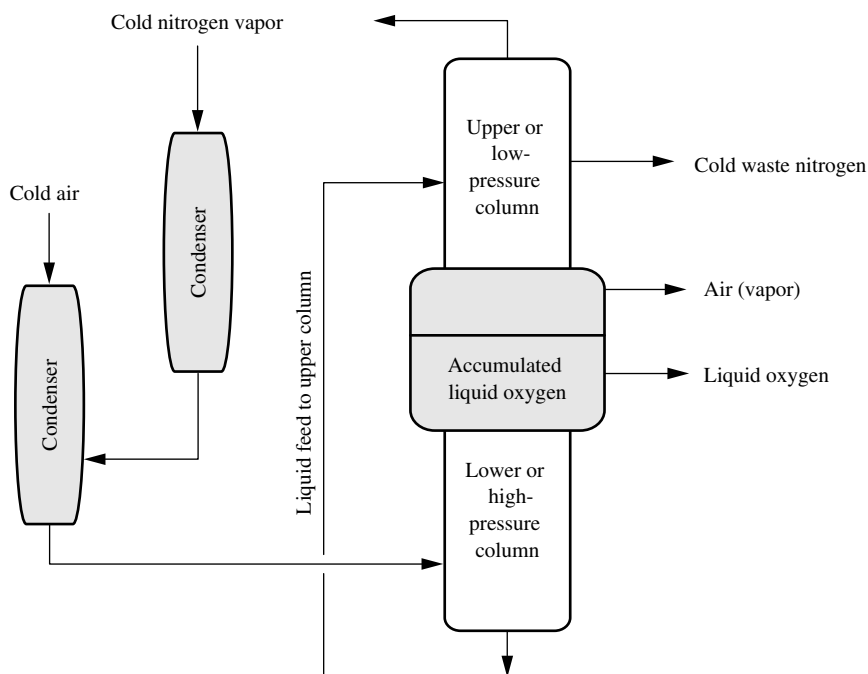 Cold nitrogen vapor
Upper or
low-
pressure
column
Cold waste nitrogen
Cold air
Condenser
Condenser
Liquid feed to upper column
Air (vapor)
Accumulated
liquid oxygen
Liquid oxygen
Lower or
high-
pressure
column